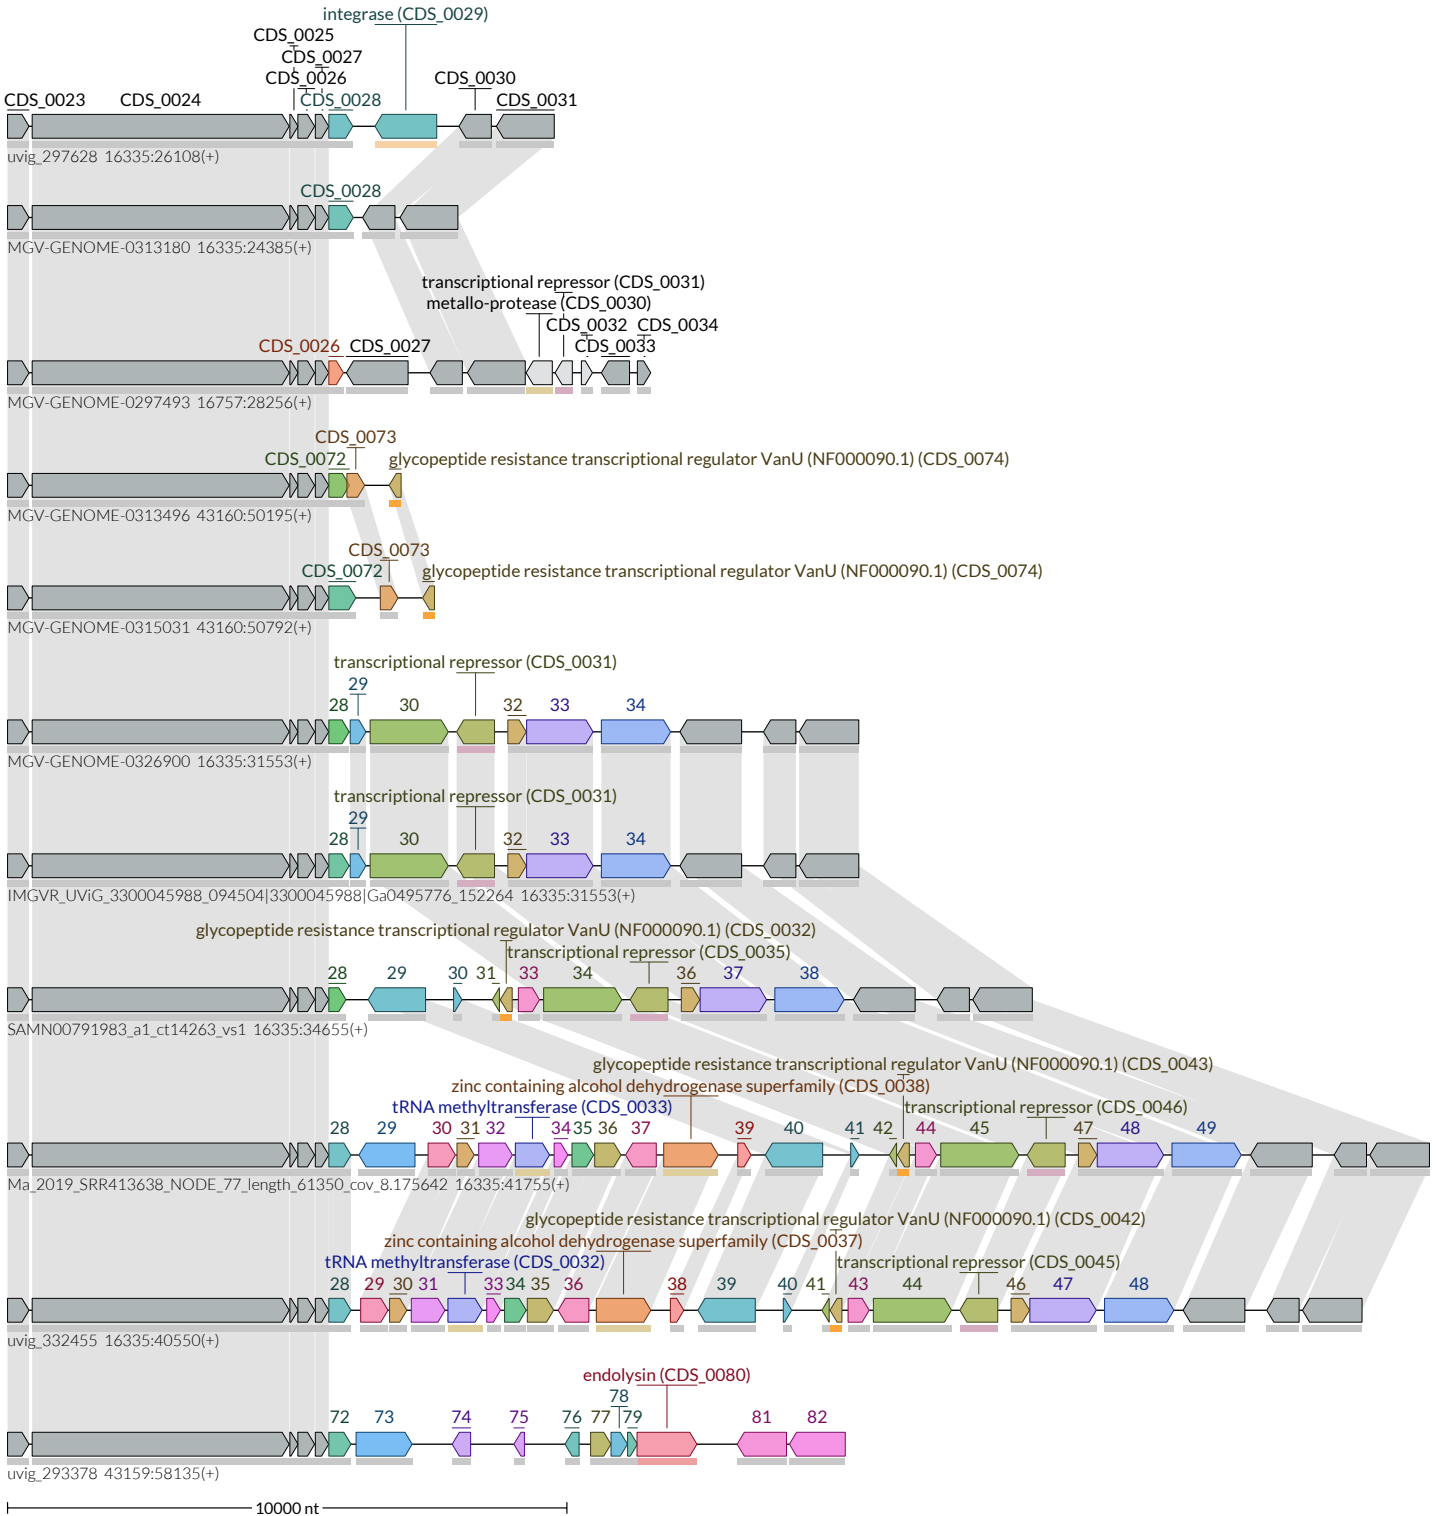 integrase (CDS_0029)
CDS_0025
CDS_0027
CDS_0026 CDS_0030
CDS_0023 CDS_0024 CDS_0028 CDS_0031
uvig_297628 16335:26108(+)
CDS_0028
MGV-GENOME-0313180 16335:24385(+)
transcriptional repressor (CDS_0031)
metallo-protease (CDS_0030)
CDS_0032 CDS_0034
CDS_0026 CDS_0027 CDS_0033
MGV-GENOME-0297493 16757:28256(+)
CDS_0073
CDS_0072 glycopeptide resistance transcriptional regulator VanU (NF000090.1) (CDS_0074)
MGV-GENOME-0313496 43160:50195(+)
CDS_0073
CDS_0072 glycopeptide resistance transcriptional regulator VanU (NF000090.1) (CDS_0074)
MGV-GENOME-0315031 43160:50792(+)
transcriptional repressor (CDS_0031)
29
28 30 32 33 34
MGV-GENOME-0326900 16335:31553(+)
transcriptional repressor (CDS_0031)
29
28 30 32 33 34
IMGVR_UViG_3300045988_094504|3300045988|Ga0495776_152264 16335:31553(+)
glycopeptide resistance transcriptional regulator VanU (NF000090.1) (CDS_0032)
transcriptional repressor (CDS_0035)
28 29 30 31 33 34 36 37 38
SAMN00791983_a1_ct14263_vs1 16335:34655(+)
glycopeptide resistance transcriptional regulator VanU (NF000090.1) (CDS_0043)
zinc containing alcohol dehydrogenase superfamily (CDS_0038)
tRNA methyltransferase (CDS_0033) transcriptional repressor (CDS_0046)
28 29 30 31 32 34 35 36 37 39 40 41 42 44 45 47 48 49
Ma_2019_SRR413638_NODE_77_length_61350_cov_8.175642 16335:41755(+)
glycopeptide resistance transcriptional regulator VanU (NF000090.1) (CDS_0042)
zinc containing alcohol dehydrogenase superfamily (CDS_0037)
tRNA methyltransferase (CDS_0032) transcriptional repressor (CDS_0045)
28 29 30 31 33 34 35 36 38 39 40 41 43 44 46 47 48
uvig_332455 16335:40550(+)
endolysin (CDS_0080)
78
72 73 74 75 76 77 79 81 82
uvig_293378 43159:58135(+)
10000 nt